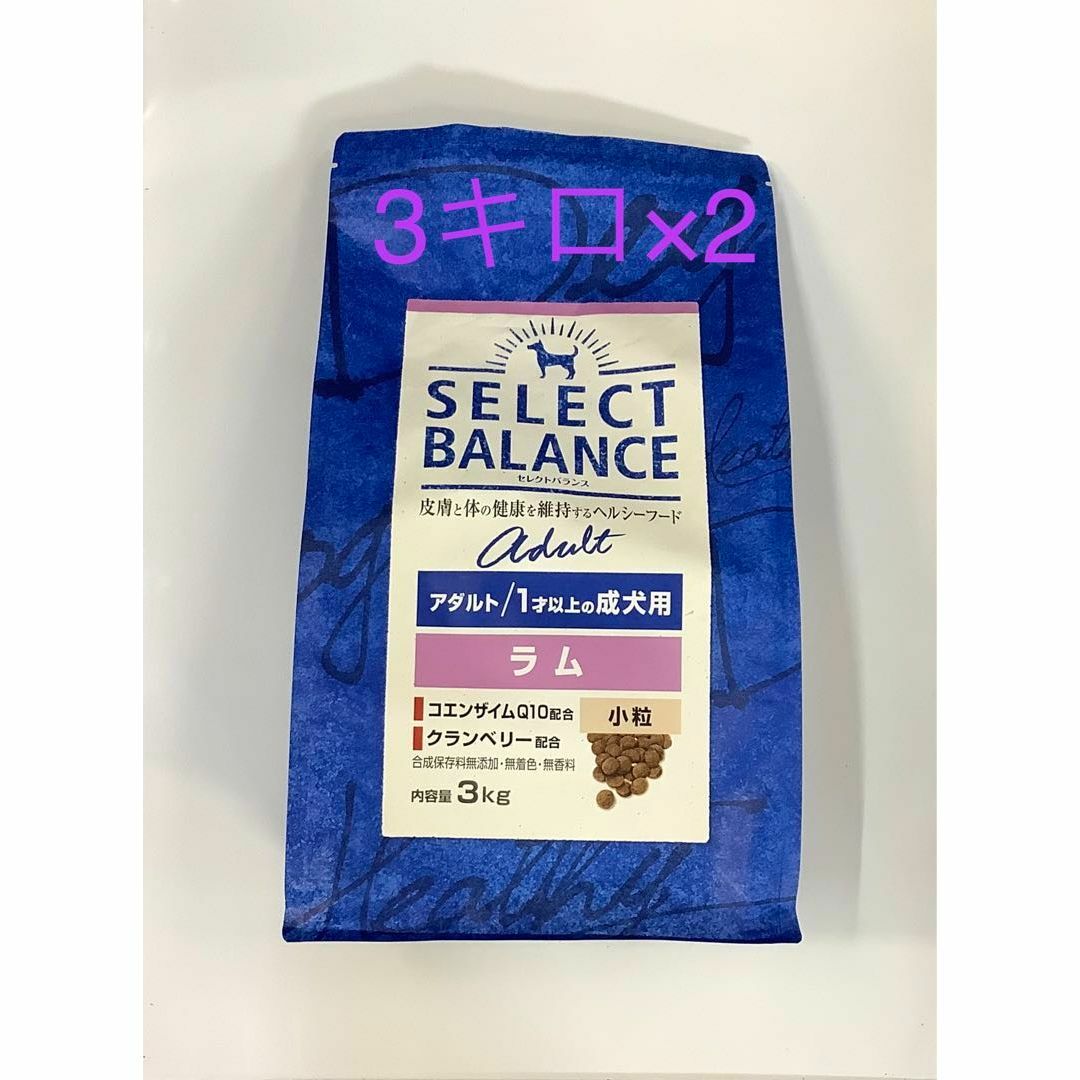 3キロ×2
SELECT
BALANCE
セレクトバランス
皮膚と体の健康を維持するヘルシーフード
adult
アダルト/1才以上の成犬用
ラム
コエンザイムQ10配合
小粒
クランベリー配合
合成保存料無添加・無着色・無香料
内容量 3kg
Healthy